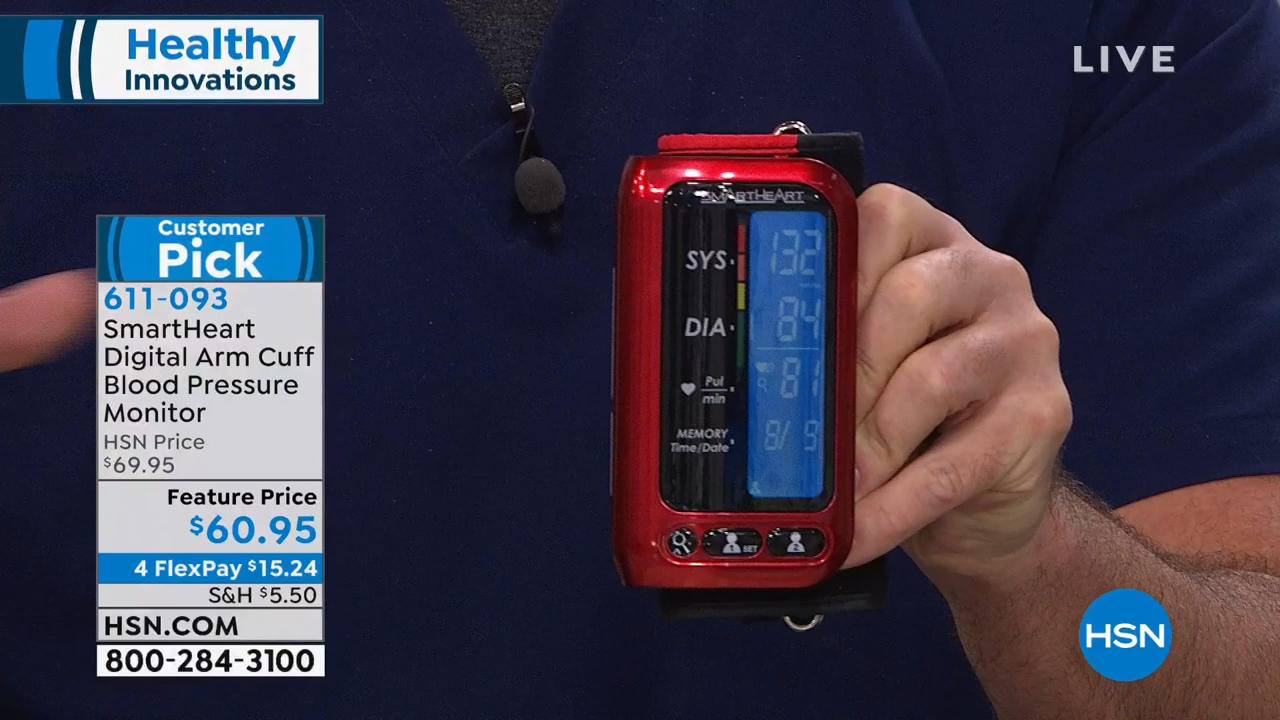 Healthy
Innovations
LIVE
Customer
Pick
611-093
SmartHeart
Digital Arm Cuff
Blood Pressure
Monitor
HSN Price
$69.95
Feature Price
$60.95
4 FlexPay $15.24
S&H $5.50
HSN.COM
800-284-3100
SMARTHEART
SYS
132
DIA
84
Pul
min
81
MEMORY
Time/Date
8/ 9
1 SET
2
HSN